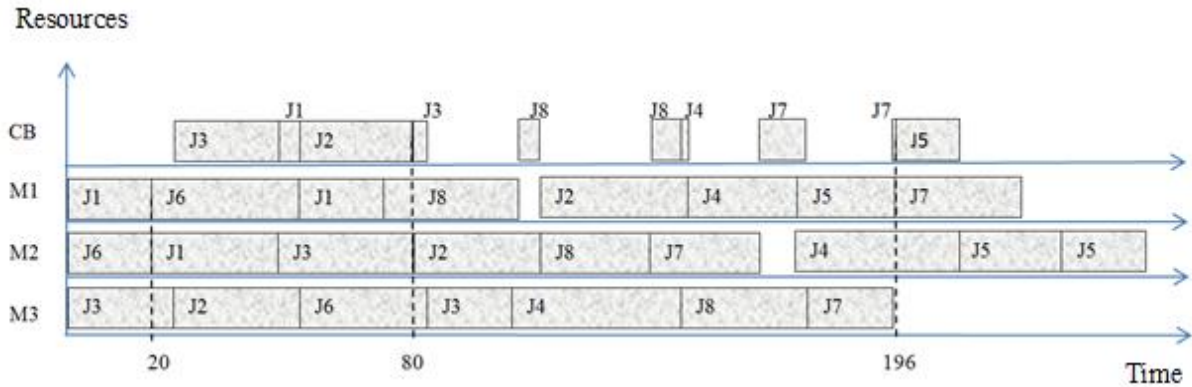 Resources
J1 J3 J8 J8 J4 J7 J7
CB J3 J2 J5
M1 J1 J6 J1 J8 J2 J4 J5 J7
M2 J6 J1 J3 J2 J8 J7 J4 J5 J5
M3 J3 J2 J6 J3 J4 J8 J7
20 80 196 Time